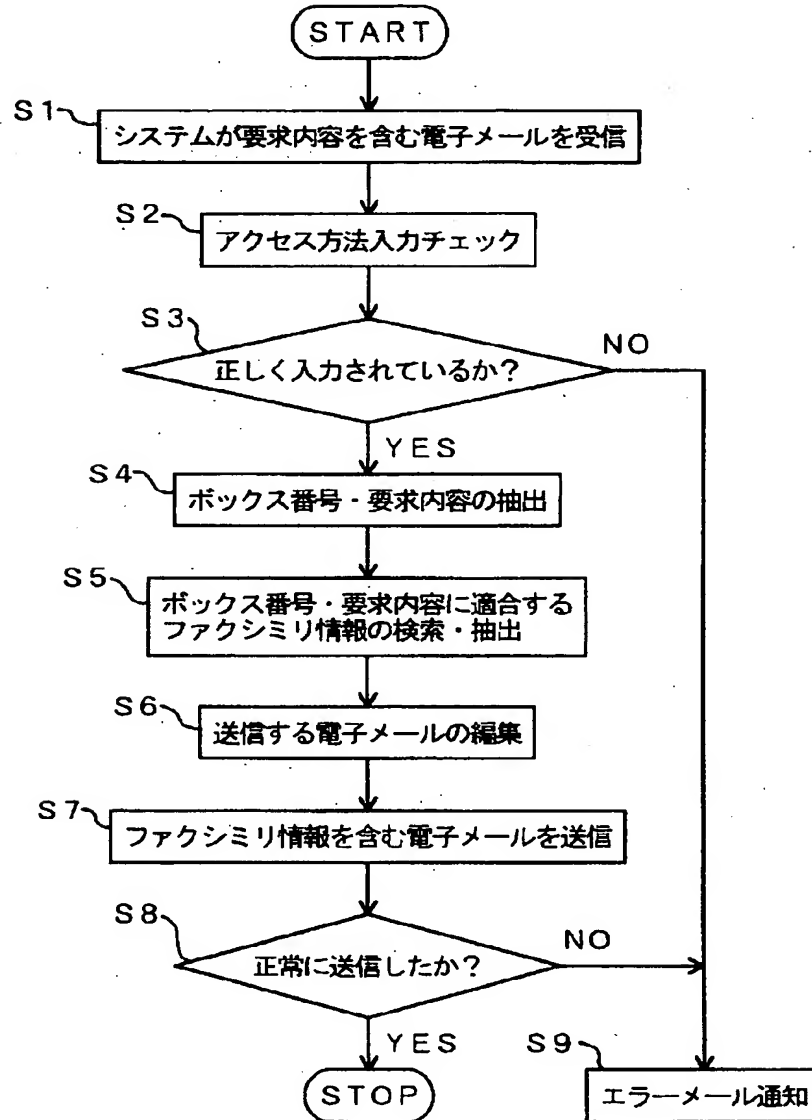 START
S1
システムが要求内容を含む電子メールを受信
S2
アクセス方法入力チェック
S3
正しく入力されているか?
NO
YES
S4
ボックス番号・要求内容の抽出
S5
ボックス番号・要求内容に適合する
ファクシミリ情報の検索・抽出
S6
送信する電子メールの編集
S7
ファクシミリ情報を含む電子メールを送信
S8
正常に送信したか?
NO
YES
S9
STOP
エラーメール通知